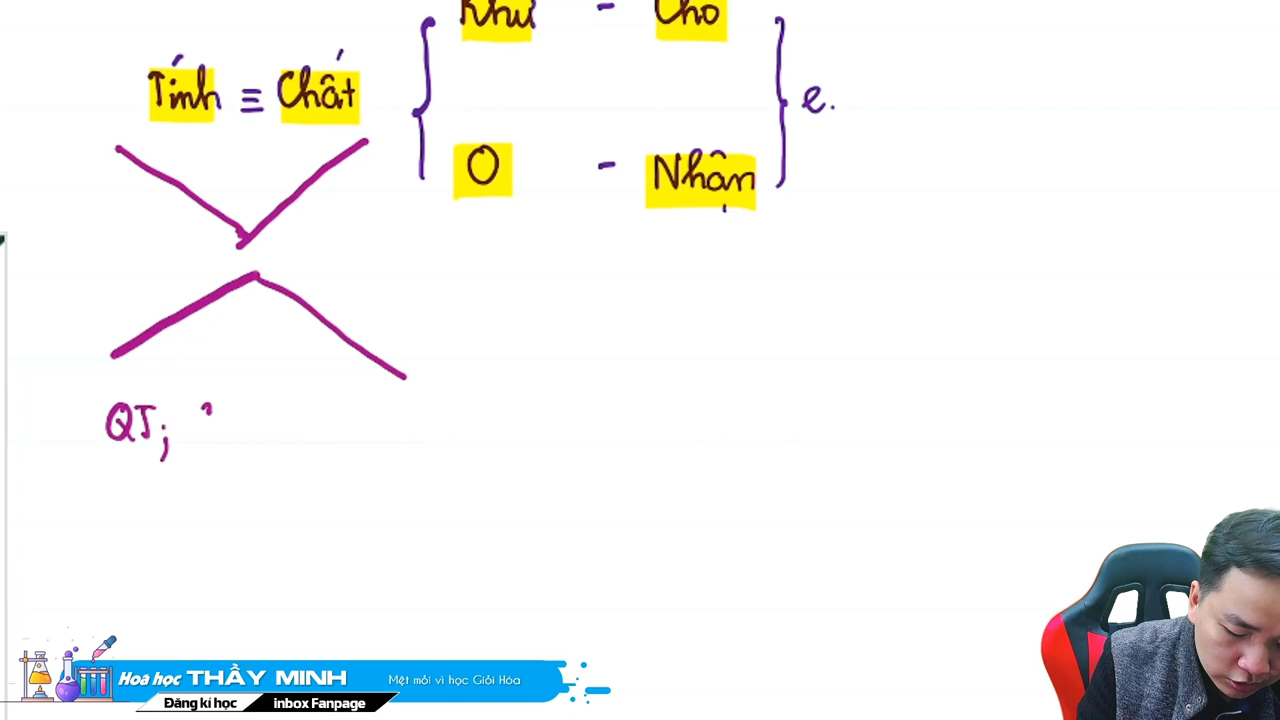 Khử - Cho
Tính ≡ Chất
e.
O - Nhận
QT;
Hoá học THẦY MINH
Mệt mỏi vì học Giỏi Hóa
Đăng kí học
inbox Fanpage